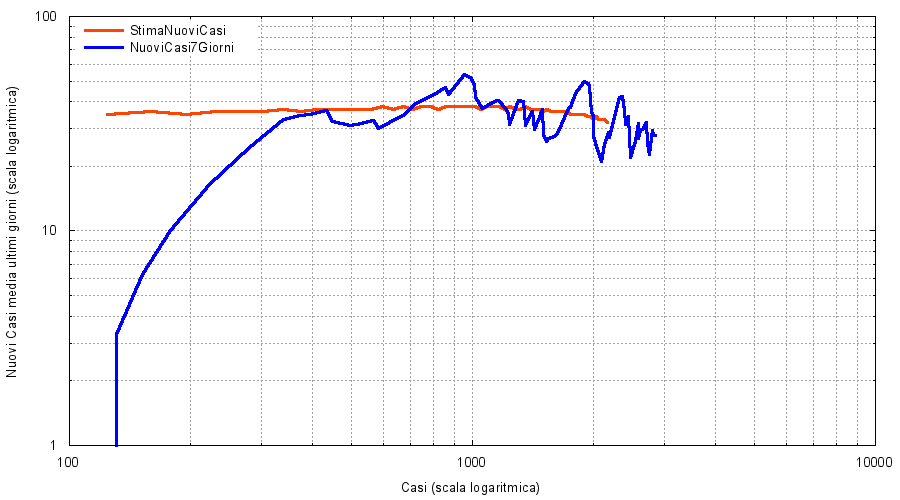 100
StimaNuoviCasi
NuoviCasi7Giorni
10
Nuovi Casi media ultimi giorni (scala logaritmica)
1
100
1000
10000
Casi (scala logaritmica)